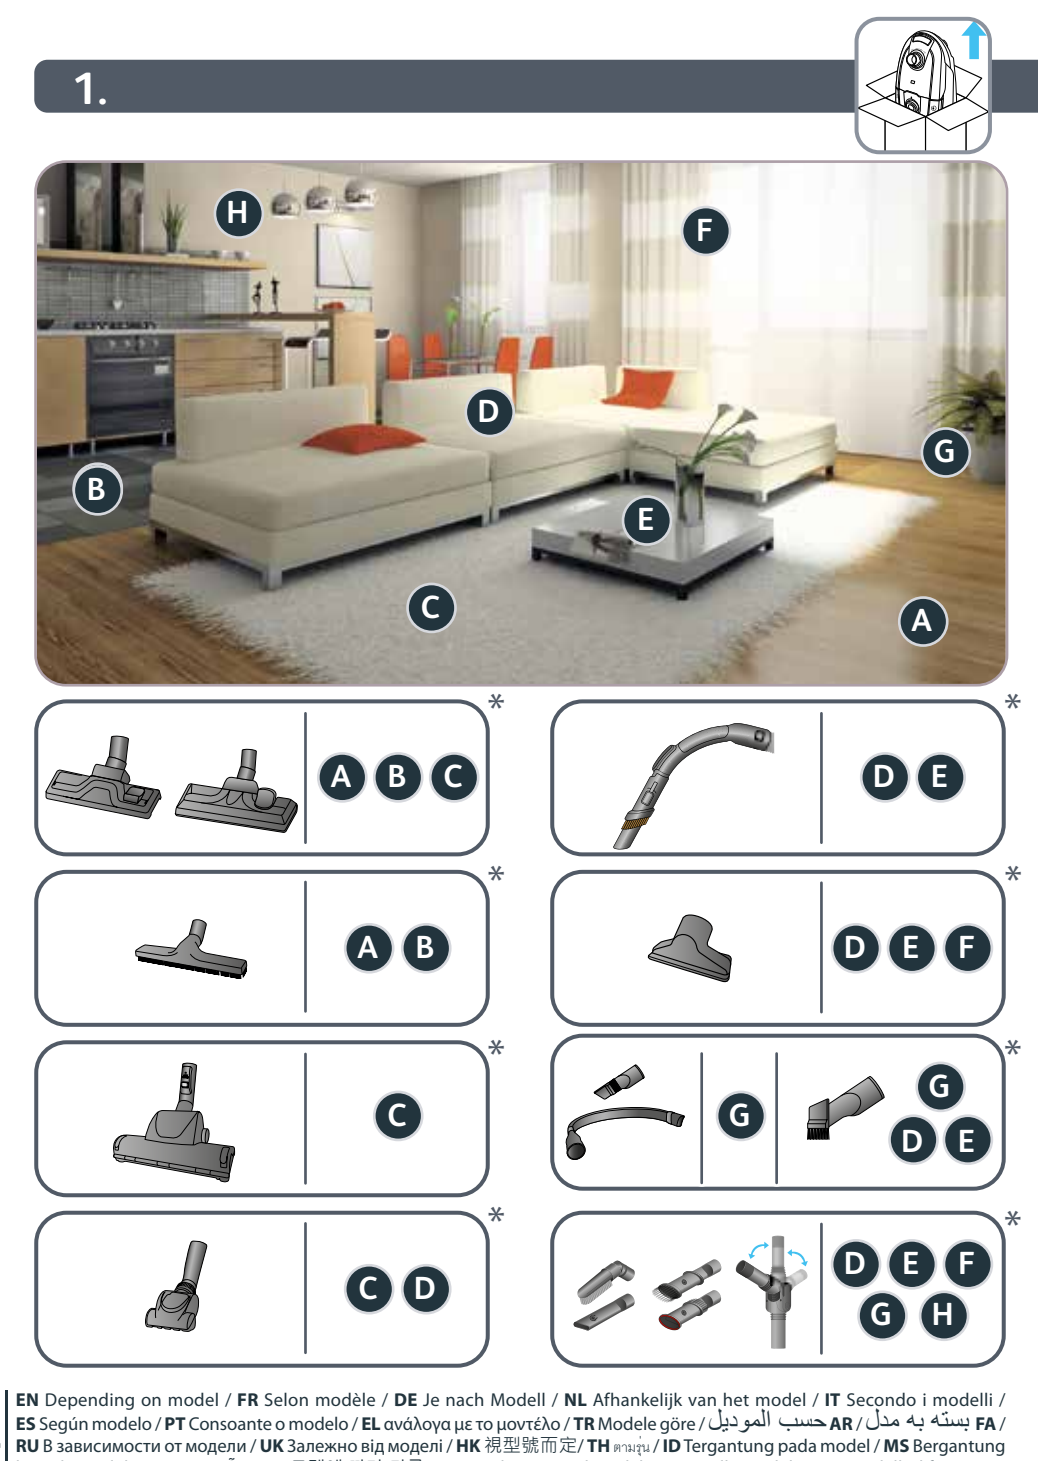 1.
H
F
D
G
B
E
C
A
*
A B C
*
D E
*
A B
*
D E F
*
C
*
G
G
D E
*
C D
*
D E F
G H
EN Depending on model / FR Selon modèle / DE Je nach Modell / NL Afhankelijk van het model / IT Secondo i modelli /
ES Según modelo / PT Consoante o modelo / EL ανάλογα με το μοντέλο / TR Modele göre / حسب الموديل AR / بسته به مدل FA /
RU В зависимости от модели / UK Залежно від моделі / HK 視型號而定 / TH ตามรุ่น / ID Tergantung pada model / MS Bergantung